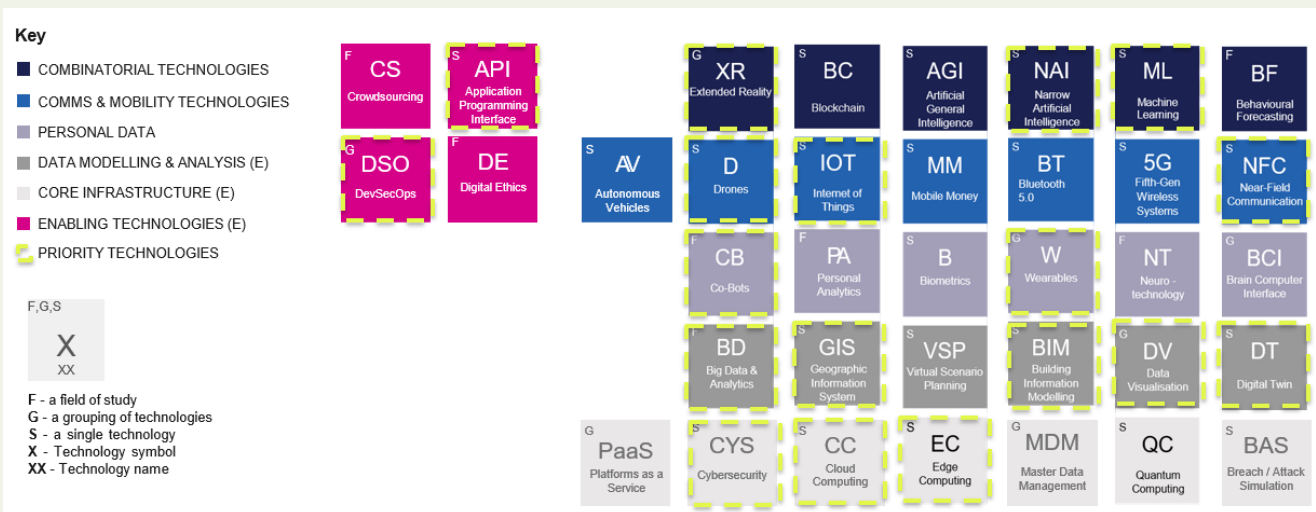 Key
COMBINATORIAL TECHNOLOGIES
COMMS & MOBILITY TECHNOLOGIES
PERSONAL DATA
DATA MODELLING & ANALYSIS (E)
CORE INFRASTRUCTURE (E)
ENABLING TECHNOLOGIES (E)
PRIORITY TECHNOLOGIES
F,G,S
X
XX
F - a field of study
G - a grouping of technologies
S - a single technology
X - Technology symbol
XX - Technology name
F
CS
Crowdsourcing
S
API
Application
Programming
Interface
G
DSO
DevSecOps
F
DE
Digital Ethics
G
XR
Extended Reality
S
BC
Blockchain
S
AGI
Artificial
General
Intelligence
S
NAI
Narrow
Artificial
Intelligence
S
ML
Machine
Learning
F
BF
Behavioural
Forecasting
S
AV
Autonomous
Vehicles
S
D
Drones
S
IOT
Internet of
Things
S
MM
Mobile Money
S
BT
Bluetooth
5.0
S
5G
Fifth-Gen
Wireless
Systems
S
NFC
Near-Field
Communication
F
CB
Co-Bots
F
PA
Personal
Analytics
S
B
Biometrics
G
W
Wearables
F
NT
Neuro -
technology
G
BCI
Brain Computer
Interface
F
BD
Big Data &
Analytics
S
GIS
Geographic
Information
System
S
VSP
Virtual Scenario
Planning
S
BIM
Building
Information
Modelling
G
DV
Data
Visualisation
S
DT
Digital Twin
G
PaaS
Platforms as a
Service
S
CYS
Cybersecurity
S
CC
Cloud
Computing
S
EC
Edge
Computing
G
MDM
Master Data
Management
S
QC
Quantum
Computing
S
BAS
Breach / Attack
Simulation